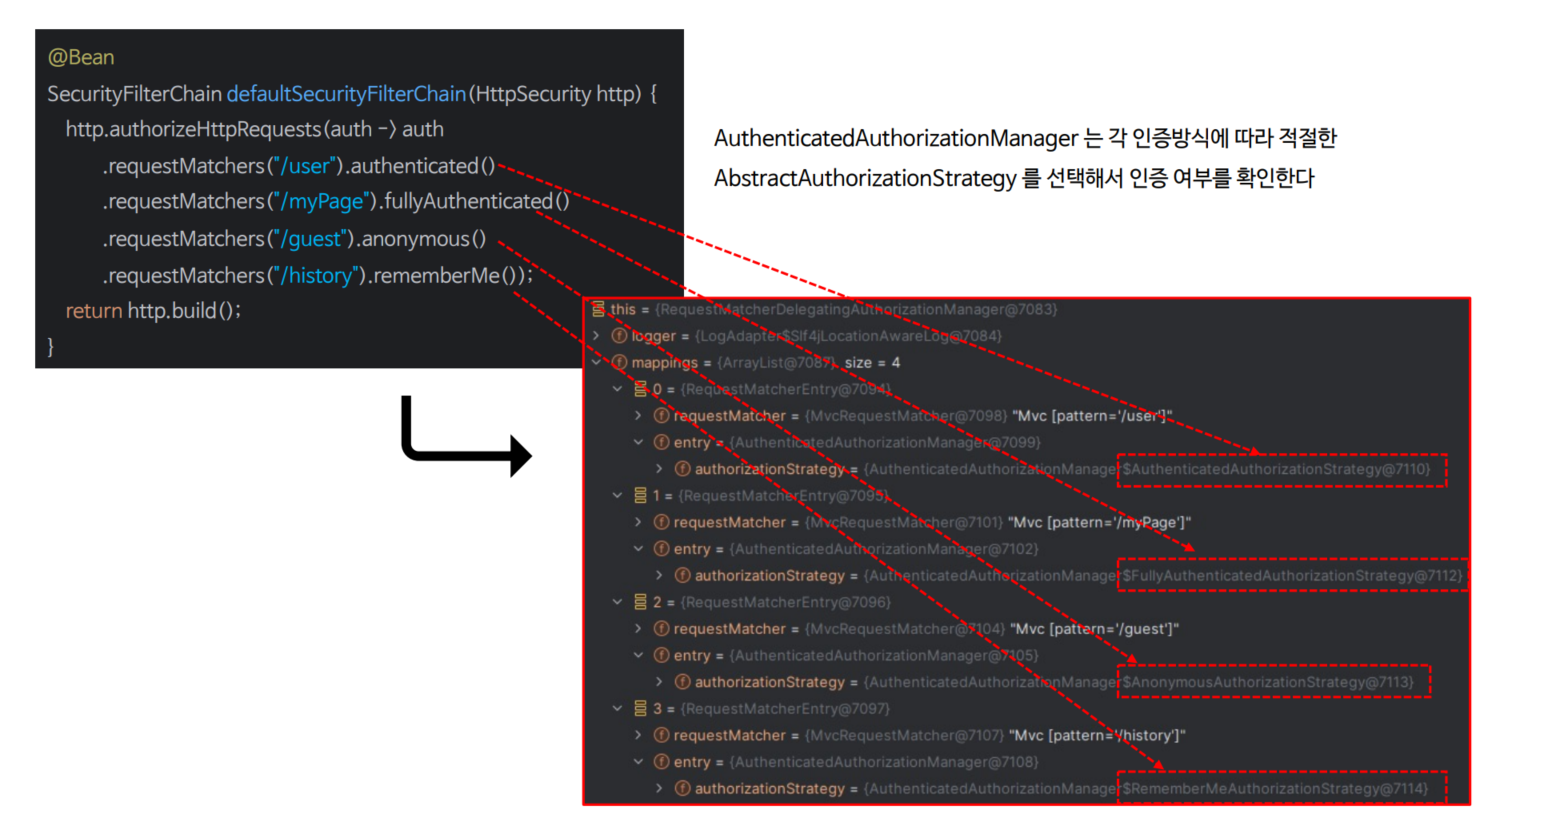 @Bean
SecurityFilterChain defaultSecurityFilterChain(HttpSecurity http) {
http.authorizeHttpRequests(auth -> auth
.requestMatchers("/user").authenticated()
.requestMatchers("/myPage").fullyAuthenticated()
.requestMatchers("/guest").anonymous()
.requestMatchers("/history").rememberMe());
return http.build();
}
AuthenticatedAuthorizationManager 는 각 인증방식에 따라 적절한
AbstractAuthorizationStrategy 를 선택해서 인증 여부를 확인한다
this = {RequestMatcherDelegatingAuthorizationManager@7083}
logger = {LogAdapter$Slf4jLocationAwareLog@7084}
mappings = {ArrayList@7087} size = 4
0 = {RequestMatcherEntry@7094}
requestMatcher = {MvcRequestMatcher@7098} "Mvc [pattern='/user']"
entry = {AuthenticatedAuthorizationManager@7099}
authorizationStrategy = {AuthenticatedAuthorizationManager$AuthenticatedAuthorizationStrategy@7110}
1 = {RequestMatcherEntry@7095}
requestMatcher = {MvcRequestMatcher@7101} "Mvc [pattern='/myPage']"
entry = {AuthenticatedAuthorizationManager@7102}
authorizationStrategy = {AuthenticatedAuthorizationManager$FullyAuthenticatedAuthorizationStrategy@7112}
2 = {RequestMatcherEntry@7096}
requestMatcher = {MvcRequestMatcher@7104} "Mvc [pattern='/guest']"
entry = {AuthenticatedAuthorizationManager@7105}
authorizationStrategy = {AuthenticatedAuthorizationManager$AnonymousAuthorizationStrategy@7113}
3 = {RequestMatcherEntry@7097}
requestMatcher = {MvcRequestMatcher@7107} "Mvc [pattern='/history']"
entry = {AuthenticatedAuthorizationManager@7108}
authorizationStrategy = {AuthenticatedAuthorizationManager$RememberMeAuthorizationStrategy@7114}